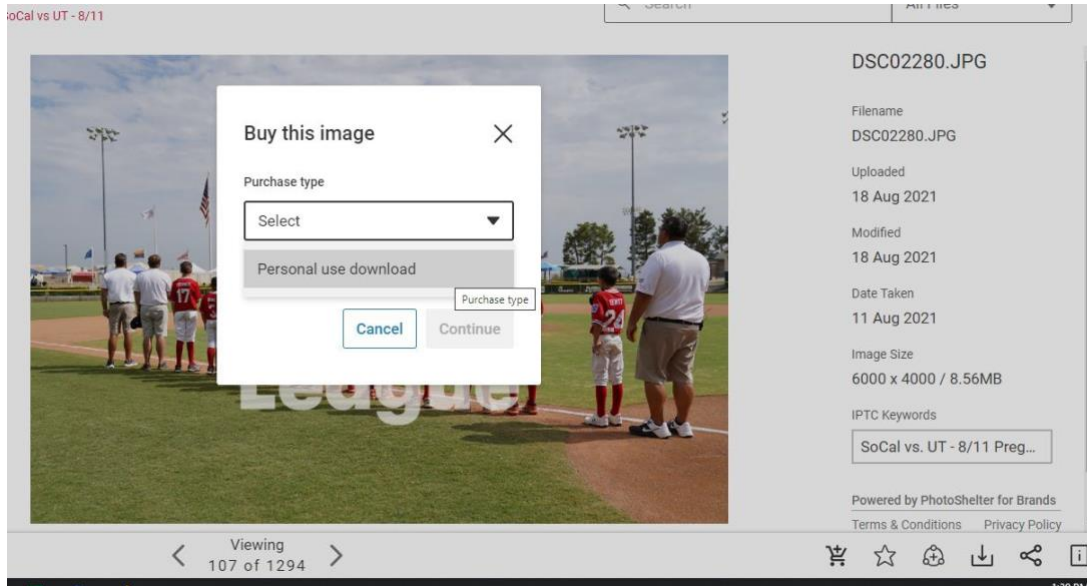 SoCal vs UT - 8/11
Search
All Files
DSC02280.JPG
Buy this image
Purchase type
Select
Personal use download
Purchase type
Cancel
Continue
17
24
League
Filename
DSC02280.JPG
Uploaded
18 Aug 2021
Modified
18 Aug 2021
Date Taken
11 Aug 2021
Image Size
6000 x 4000 / 8.56MB
IPTC Keywords
SoCal vs. UT - 8/11 Preg...
Powered by PhotoShelter for Brands
Terms & Conditions Privacy Policy
Viewing
107 of 1294